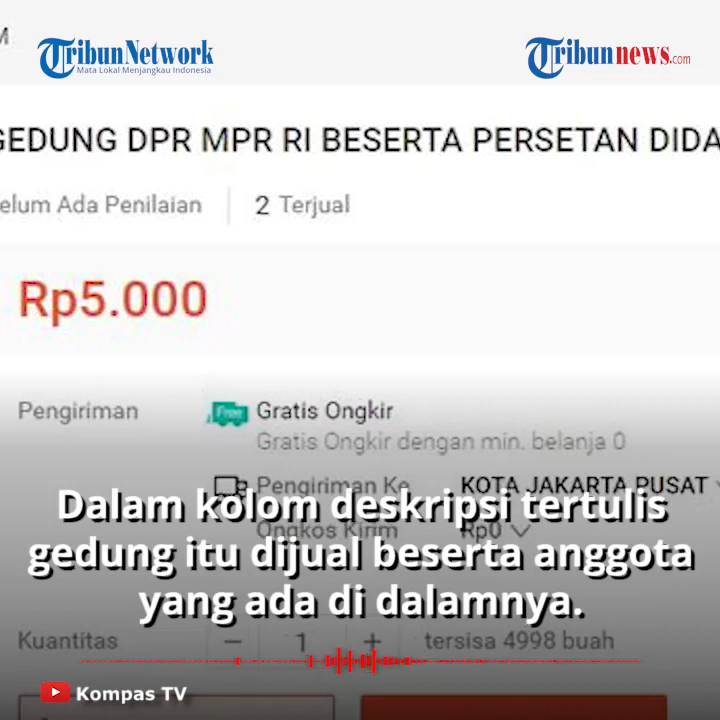 M
TribunNetwork
Mata Lokal Menjangkau Indonesia
Tribunnews.com
GEDUNG DPR MPR RI BESERTA PERSETAN DIDA
elum Ada Penilaian
2 Terjual
Rp5.000
Pengiriman
Free
Gratis Ongkir
Gratis Ongkir dengan min. belanja 0
Pengiriman Ke
KOTA JAKARTA PUSAT
Ongkos Kirim
Rp0
Dalam kolom deskripsi tertulis
gedung itu dijual beserta anggota
yang ada di dalamnya.
Kuantitas
− 1 +
tersisa 4998 buah
Kompas TV